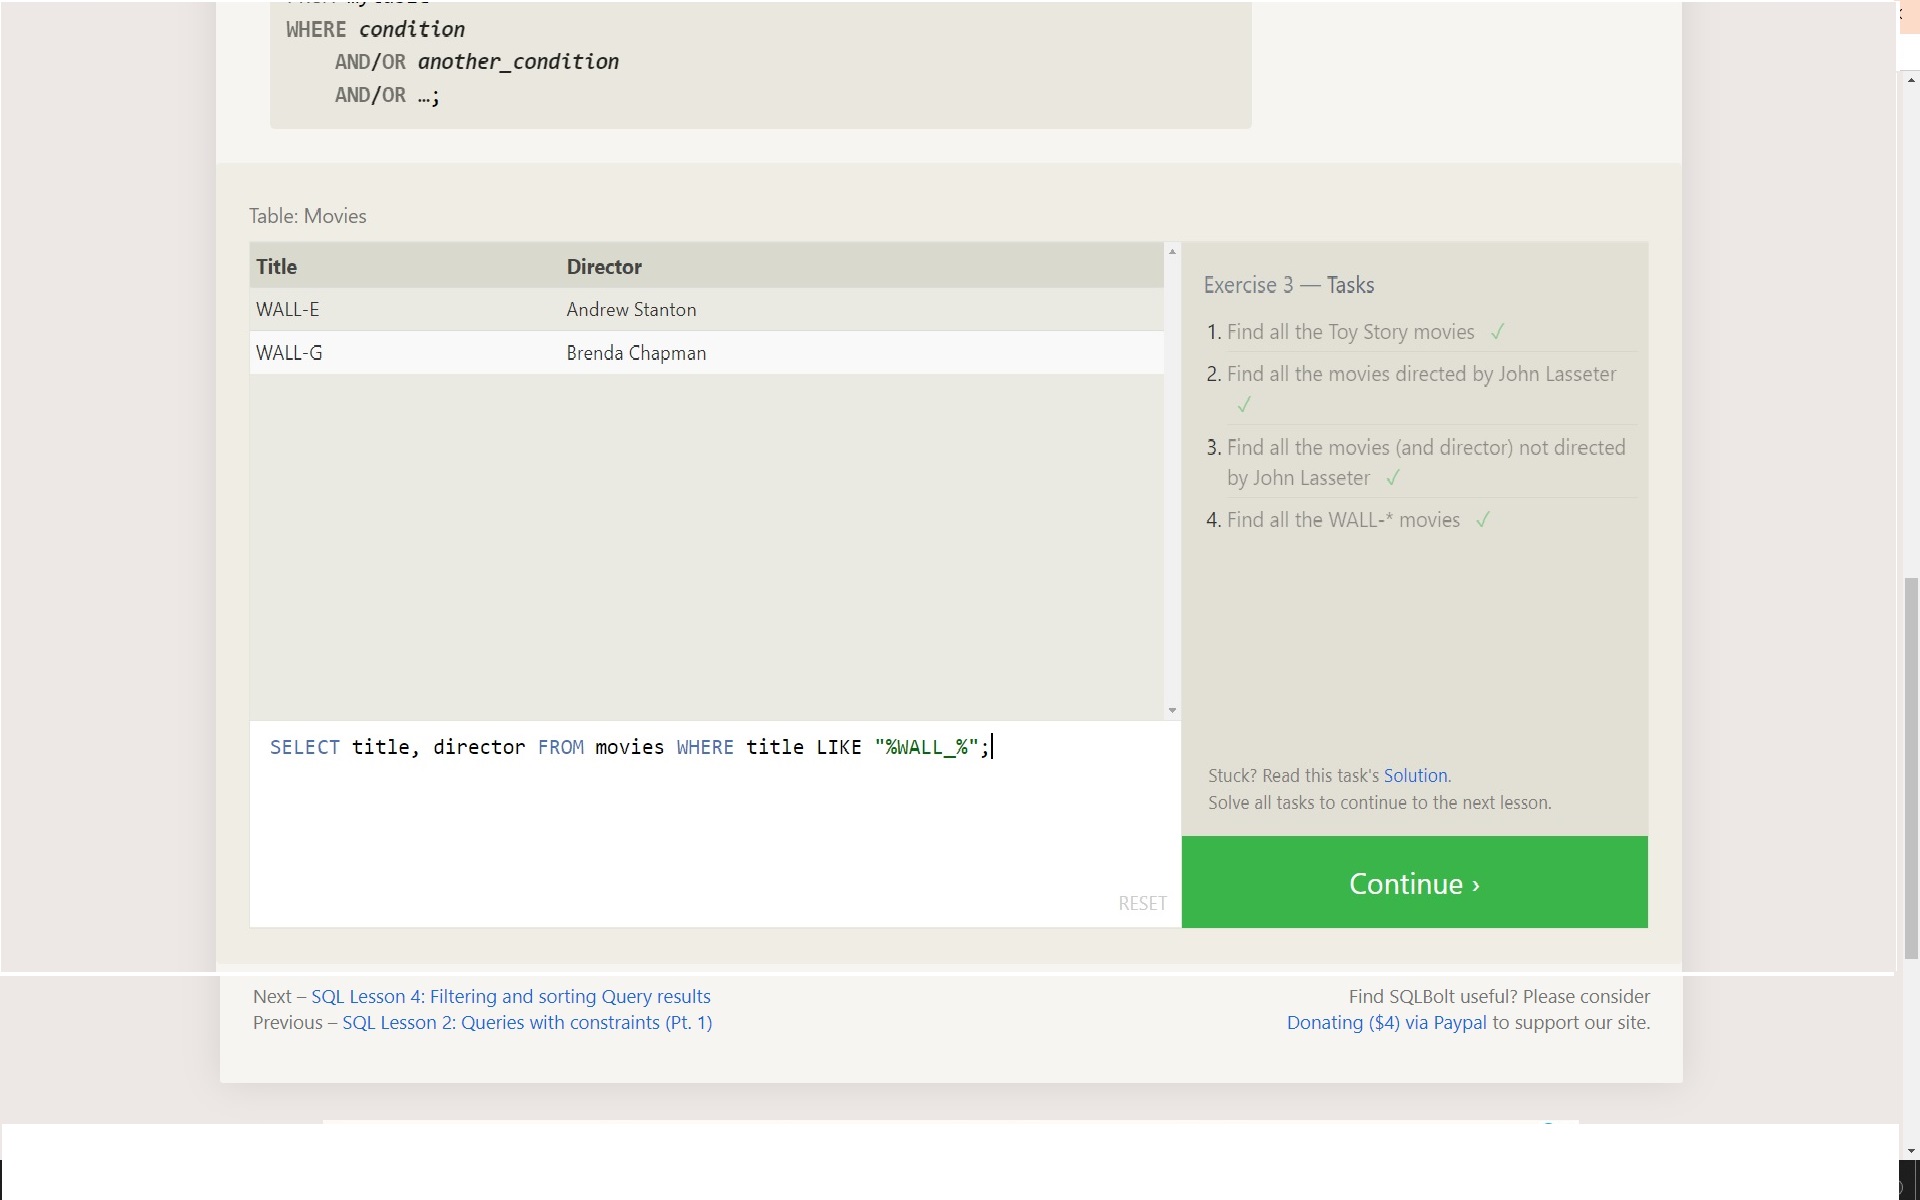 WHERE condition
AND/OR another_condition
AND/OR …;
Table: Movies
Title Director
WALL-E Andrew Stanton
WALL-G Brenda Chapman
Exercise 3 — Tasks
1. Find all the Toy Story movies ✓
2. Find all the movies directed by John Lasseter
✓
3. Find all the movies (and director) not directed
by John Lasseter ✓
4. Find all the WALL-* movies ✓
SELECT title, director FROM movies WHERE title LIKE "%WALL_%";
RESET
Stuck? Read this task's Solution.
Solve all tasks to continue to the next lesson.
Continue ›
Next – SQL Lesson 4: Filtering and sorting Query results
Previous – SQL Lesson 2: Queries with constraints (Pt. 1)
Find SQLBolt useful? Please consider
Donating ($4) via Paypal to support our site.